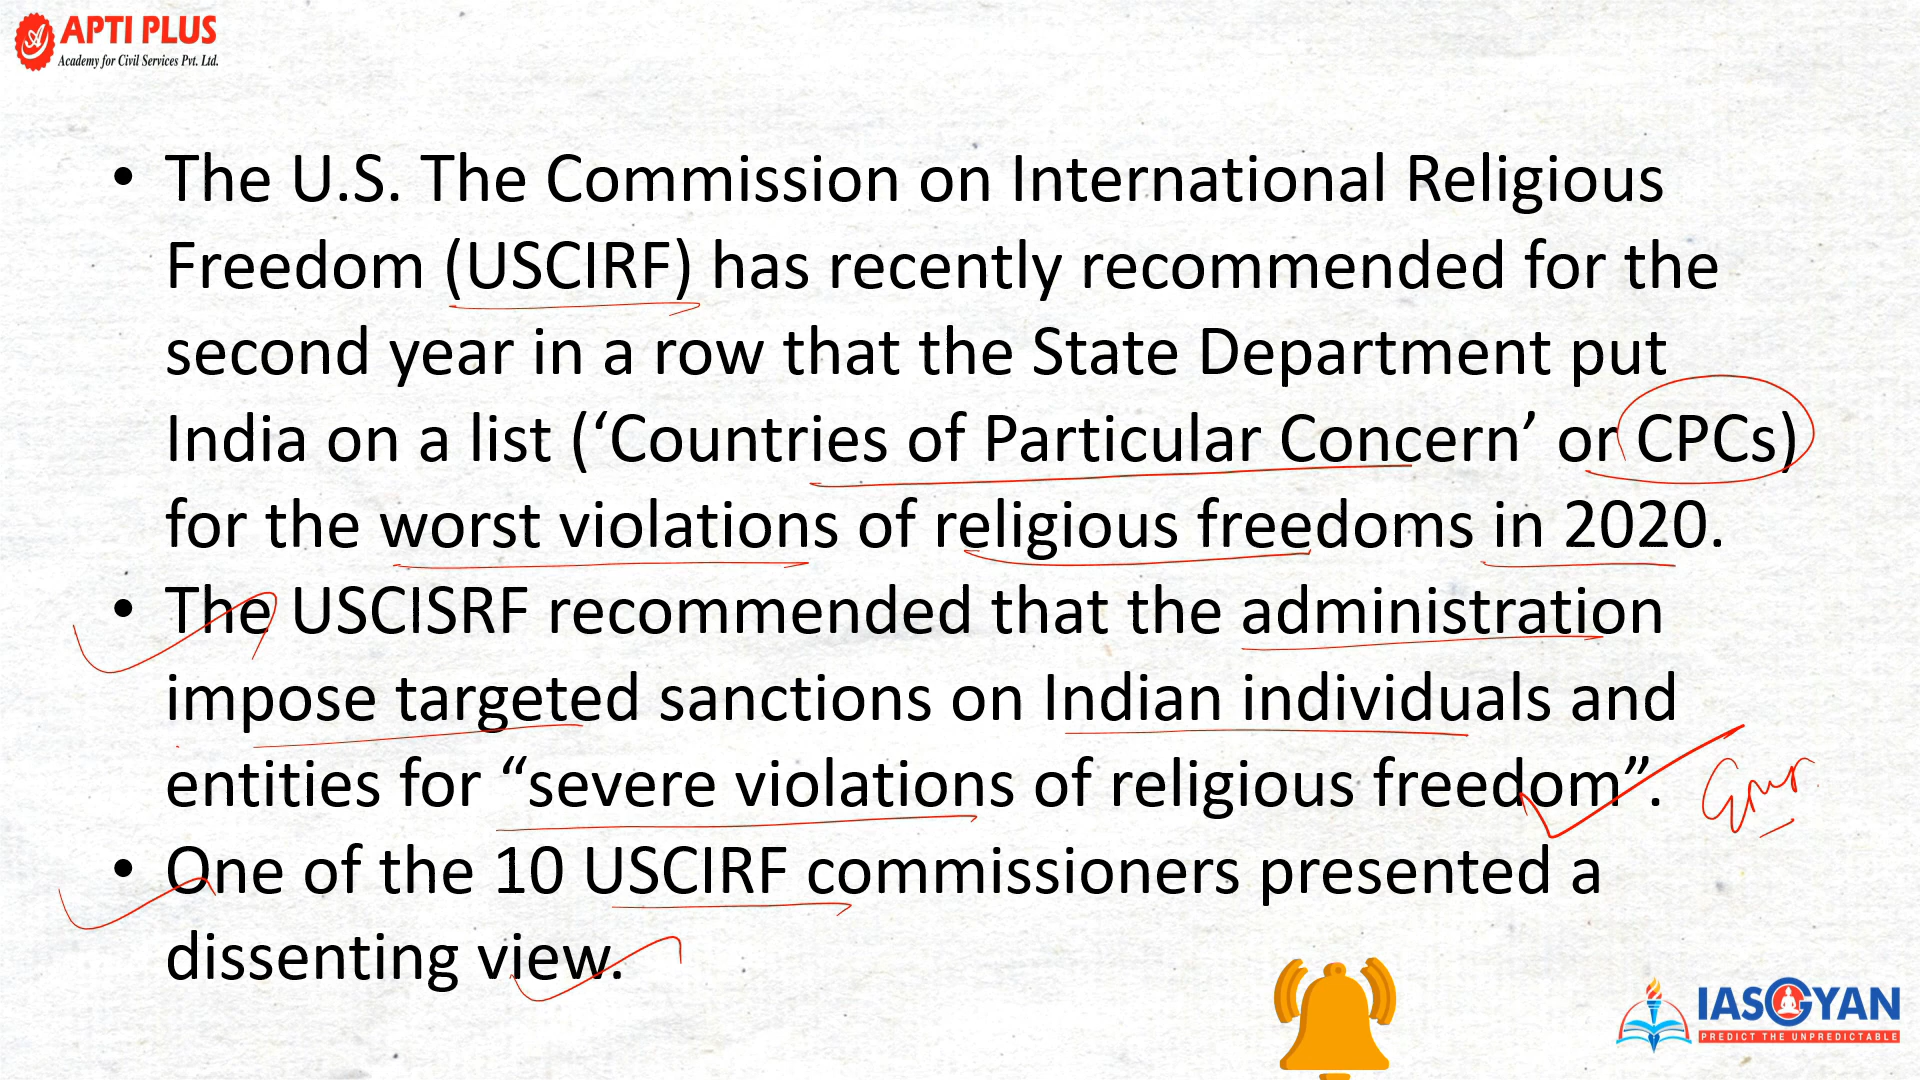 APTI PLUS
Academy for Civil Services Pvt. Ltd.
• The U.S. The Commission on International Religious
Freedom (USCIRF) has recently recommended for the
second year in a row that the State Department put
India on a list (‘Countries of Particular Concern’ or CPCs)
for the worst violations of religious freedoms in 2020.
• The USCISRF recommended that the administration
impose targeted sanctions on Indian individuals and
entities for “severe violations of religious freedom”.
• One of the 10 USCIRF commissioners presented a
dissenting view.
IASGYAN
PREDICT THE UNPREDICTABLE